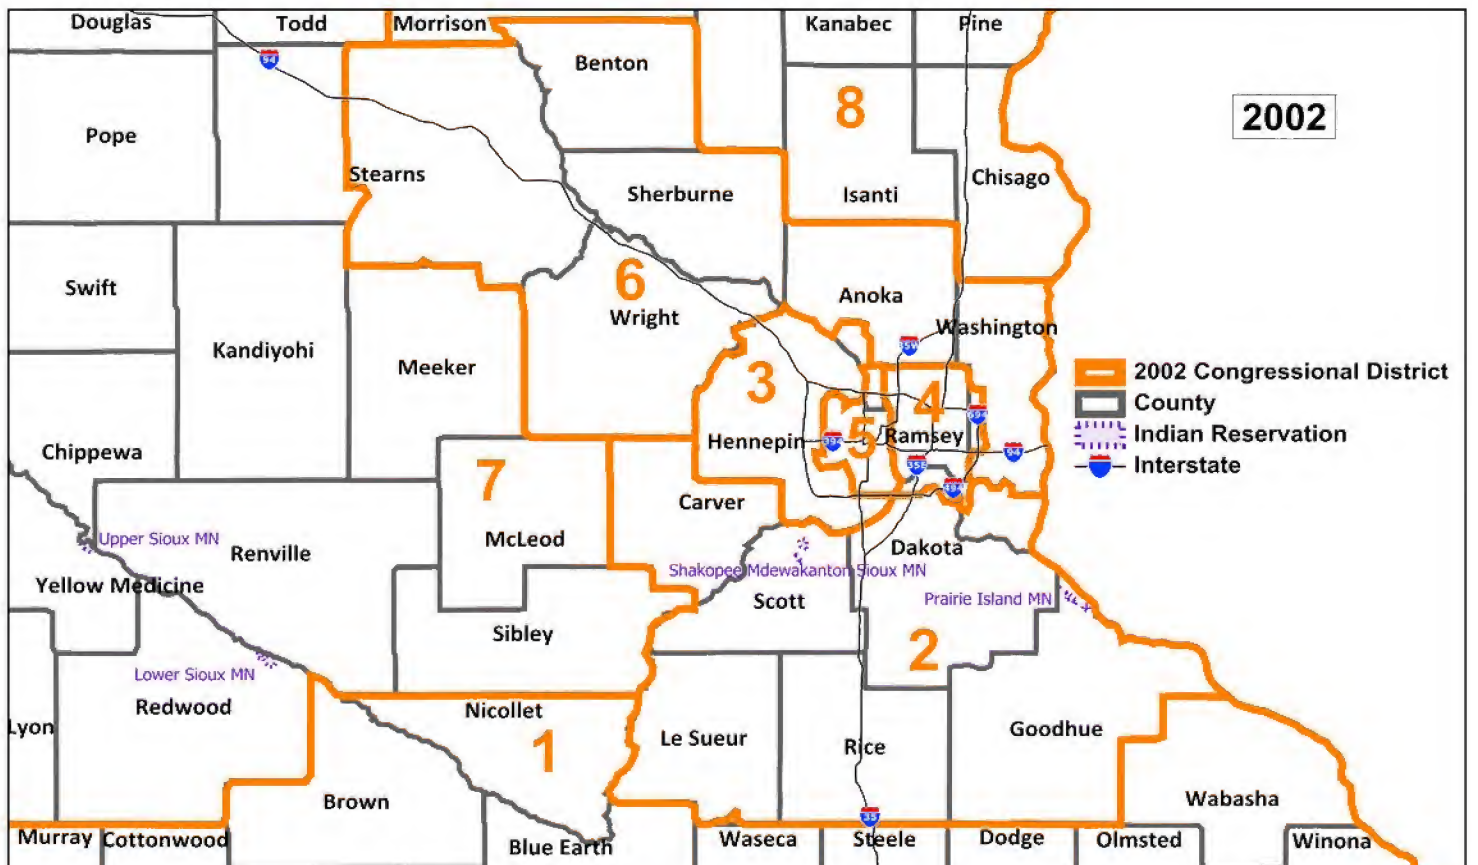 Douglas
Todd
Morrison
Kanabec
Pine
94
Benton
8
2002
Pope
Stearns
Sherburne
Isanti
Chisago
Swift
6
Anoka
Wright
Washington
35W
Kandiyohi
Meeker
3
4
2002 Congressional District
County
694
Hennepin
394
5
Ramsey
Indian Reservation
Chippewa
94
35E
Interstate
7
494
Carver
Upper Sioux MN
Renville
McLeod
Dakota
Shakopee Mdewakanton Sioux MN
Yellow Medicine
Scott
Prairie Island MN
Sibley
2
Lower Sioux MN
Redwood
Nicollet
Lyon
1
Le Sueur
Rice
Goodhue
Brown
Wabasha
35
Murray
Cottonwood
Blue Earth
Waseca
Steele
Dodge
Olmsted
Winona